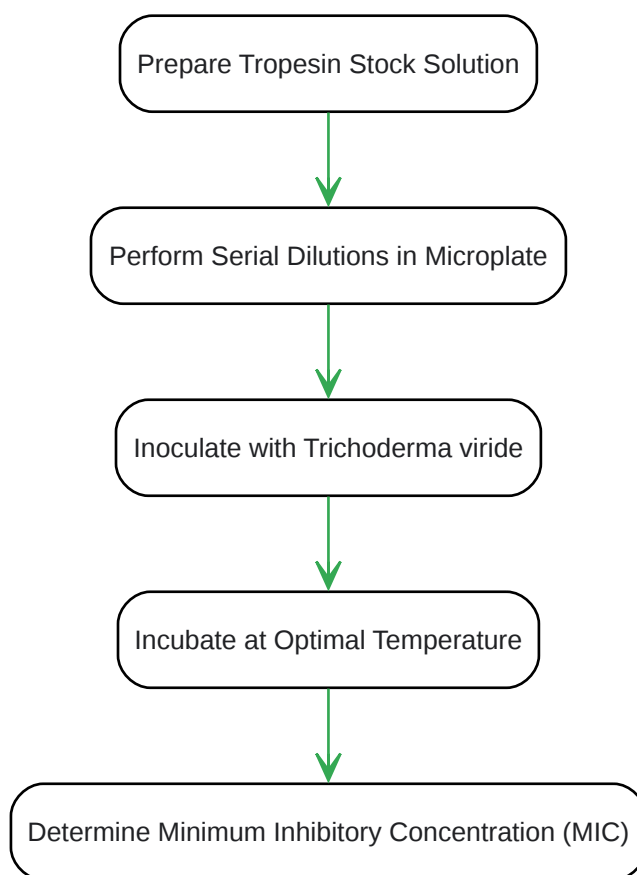 Prepare Tropesin Stock Solution
Perform Serial Dilutions in Microplate
Inoculate with Trichoderma viride
Incubate at Optimal Temperature
Determine Minimum Inhibitory Concentration (MIC)